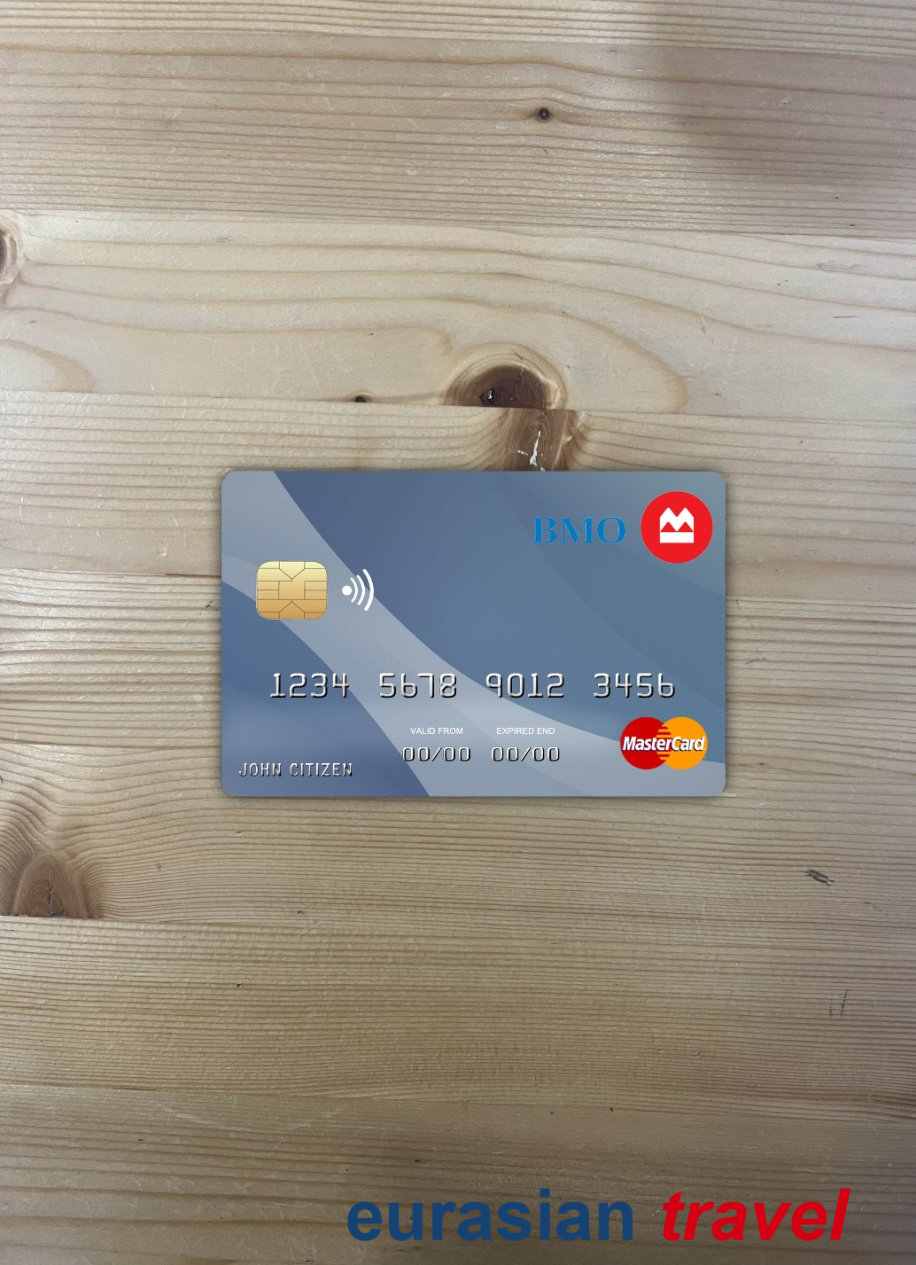 BMO
1234 5678 9012 3456
VALID FROM EXPIRED END
00/00 00/00
MasterCard
JOHN CITIZEN
eurasian travel